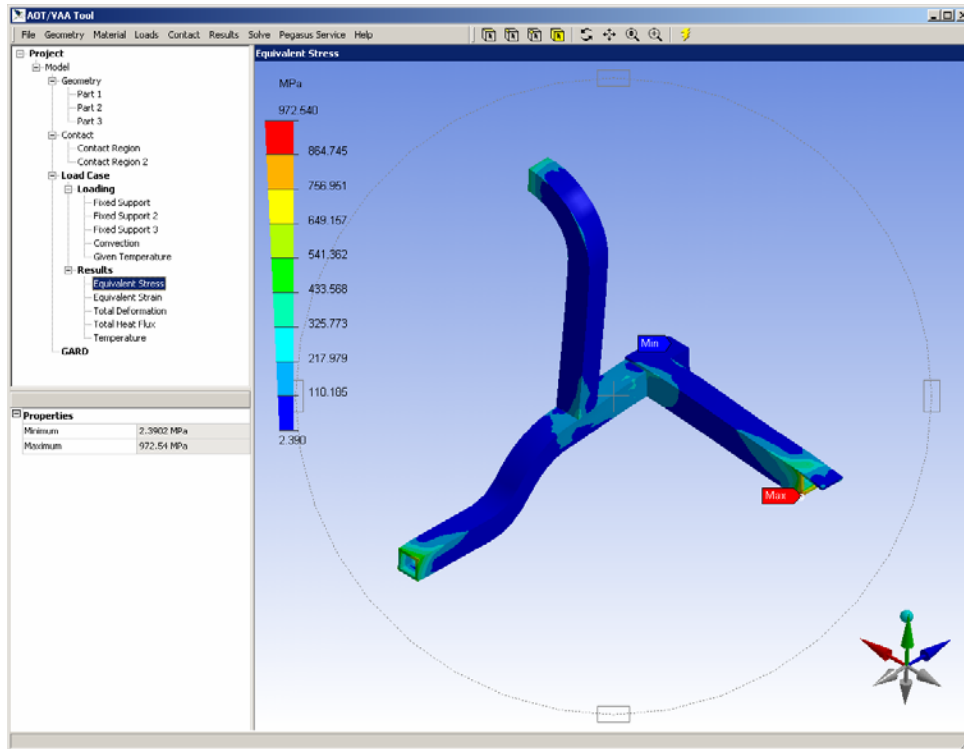 AOT/VAA Tool
File Geometry Material Loads Contact Results Solve Pegasus Service Help
Project
Model
Geometry
Part 1
Part 2
Part 3
Contact
Contact Region
Contact Region 2
Load Case
Loading
Fixed Support
Fixed Support 2
Fixed Support 3
Convection
Given Temperature
Results
Equivalent Stress
Equivalent Strain
Total Deformation
Total Heat Flux
Temperature
GARD
Properties
Minimum 2.3902 MPa
Maximum 972.54 MPa
Equivalent Stress
MPa
972.540
864.745
756.951
649.157
541.362
433.568
325.773
217.979
110.185
2.390
Min
Max